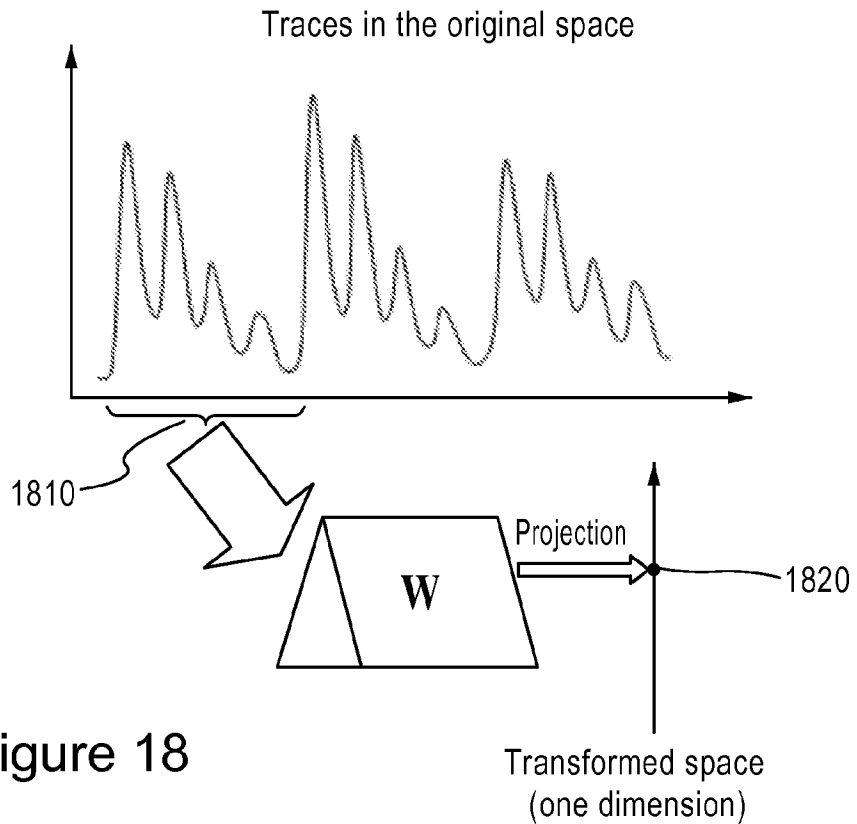 Traces in the original space
1810
Projection
W
1820
igure 18
Transformed space
(one dimension)